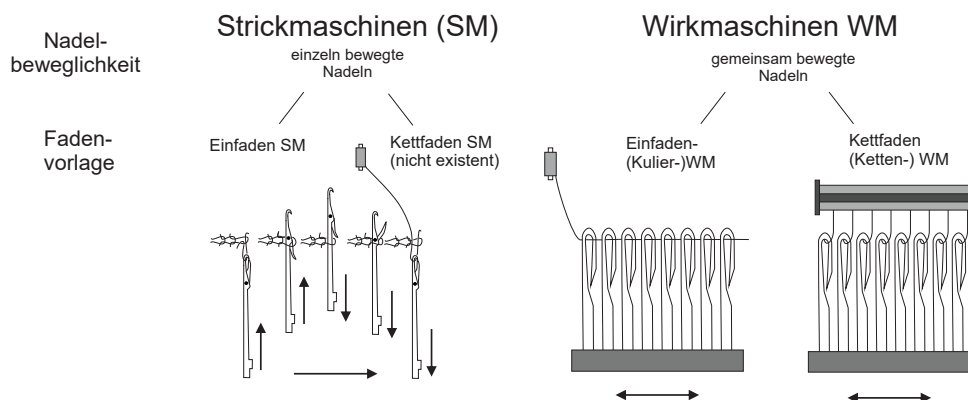 Strickmaschinen (SM)
Wirkmaschinen WM
Nadel-
beweglichkeit
einzeln bewegte
Nadeln
gemeinsam bewegte
Nadeln
Faden-
vorlage
Einfaden SM
Kettfaden SM
(nicht existent)
Einfaden-
(Kulier-)WM
Kettfaden
(Ketten-) WM